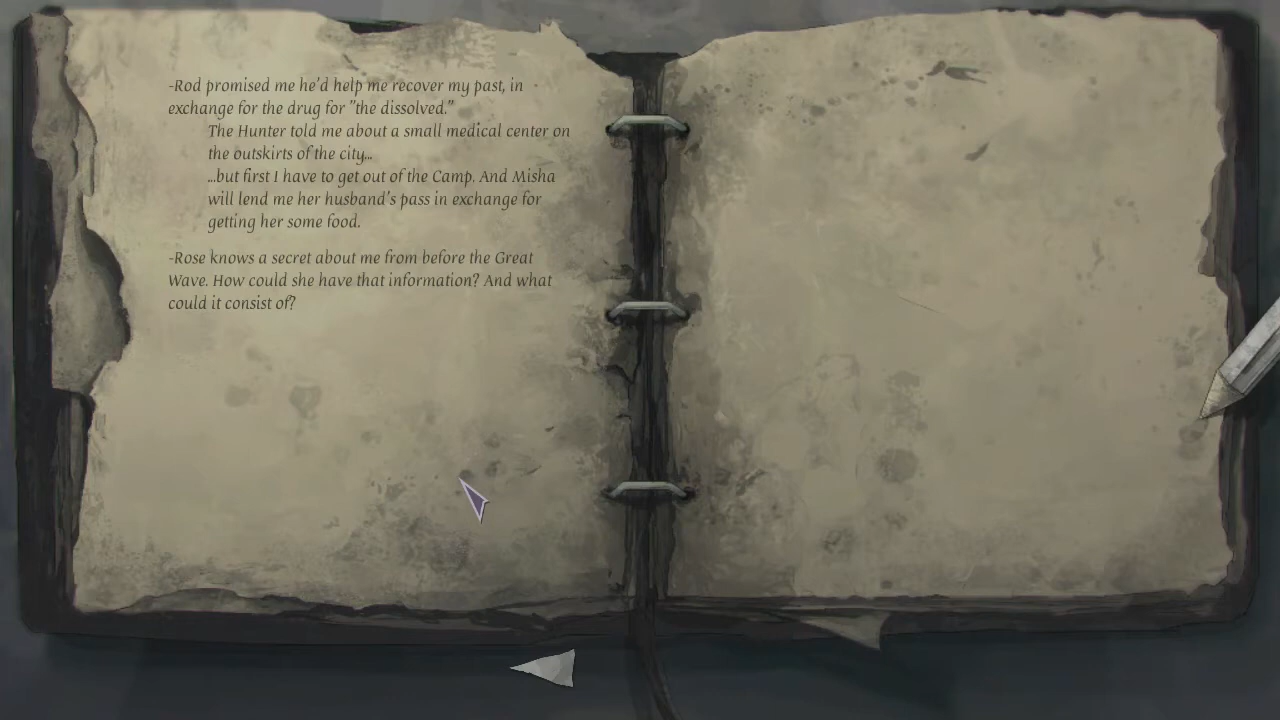 -Rod promised me he'd help me recover my past, in
exchange for the drug for "the dissolved."
The Hunter told me about a small medical center on
the outskirts of the city...
...but first I have to get out of the Camp. And Misha
will lend me her husband's pass in exchange for
getting her some food.
-Rose knows a secret about me from before the Great
Wave. How could she have that information? And what
could it consist of?